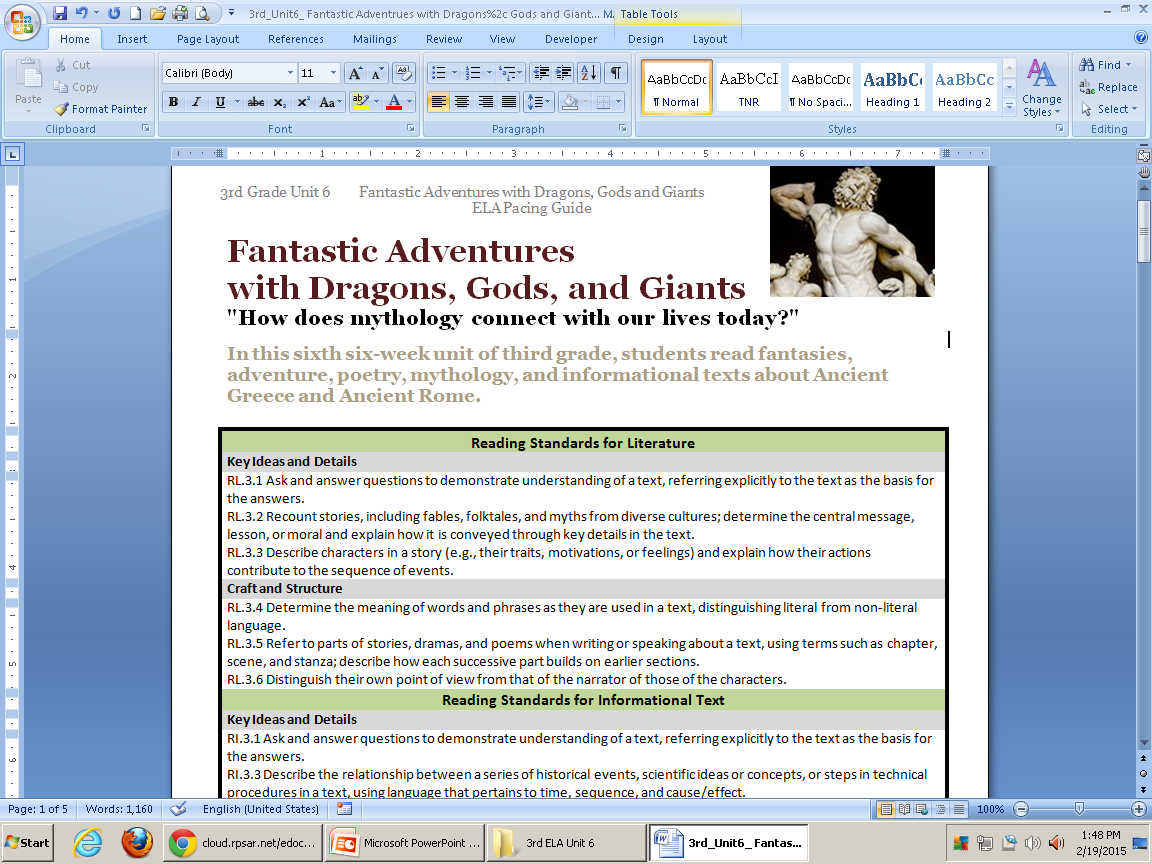 3rd_Unit6_ Fantastic Adventrues with Dragons%2c Gods and Giant... M.
Table Tools
Home Insert Page Layout References Mailings Review View Developer Design Layout
Paste
Cut
Copy
Format Painter
Clipboard
Calibri (Body) 11
B I U abc X₂ X² Aa
Font
Paragraph
AaBbCcDc AaBbCcI AaBbCcDc AaBbC AaBbCc
¶ Normal TNR ¶ No Spaci... Heading 1 Heading 2
Change
Styles
Styles
Find
Replace
Select
Editing
L
1 2 3 4 5 6 7
3rd Grade Unit 6 Fantastic Adventures with Dragons, Gods and Giants
ELA Pacing Guide
Fantastic Adventures
with Dragons, Gods, and Giants
"How does mythology connect with our lives today?"
In this sixth six-week unit of third grade, students read fantasies,
adventure, poetry, mythology, and informational texts about Ancient
Greece and Ancient Rome.
Reading Standards for Literature
Key Ideas and Details
RL.3.1 Ask and answer questions to demonstrate understanding of a text, referring explicitly to the text as the basis for
the answers.
RL.3.2 Recount stories, including fables, folktales, and myths from diverse cultures; determine the central message,
lesson, or moral and explain how it is conveyed through key details in the text.
RL.3.3 Describe characters in a story (e.g., their traits, motivations, or feelings) and explain how their actions
contribute to the sequence of events.
Craft and Structure
RL.3.4 Determine the meaning of words and phrases as they are used in a text, distinguishing literal from non-literal
language.
RL.3.5 Refer to parts of stories, dramas, and poems when writing or speaking about a text, using terms such as chapter,
scene, and stanza; describe how each successive part builds on earlier sections.
RL.3.6 Distinguish their own point of view from that of the narrator of those of the characters.
Reading Standards for Informational Text
Key Ideas and Details
RI.3.1 Ask and answer questions to demonstrate understanding of a text, referring explicitly to the text as the basis for
the answers.
RI.3.3 Describe the relationship between a series of historical events, scientific ideas or concepts, or steps in technical
procedures in a text, using language that pertains to time, sequence, and cause/effect.
Page: 1 of 5 Words: 1,160 English (United States) 100%
Start cloud.rpsar.net/edoc... Microsoft PowerPoint ... 3rd ELA Unit 6 3rd_Unit6_ Fantas...
1:48 PM
2/19/2015